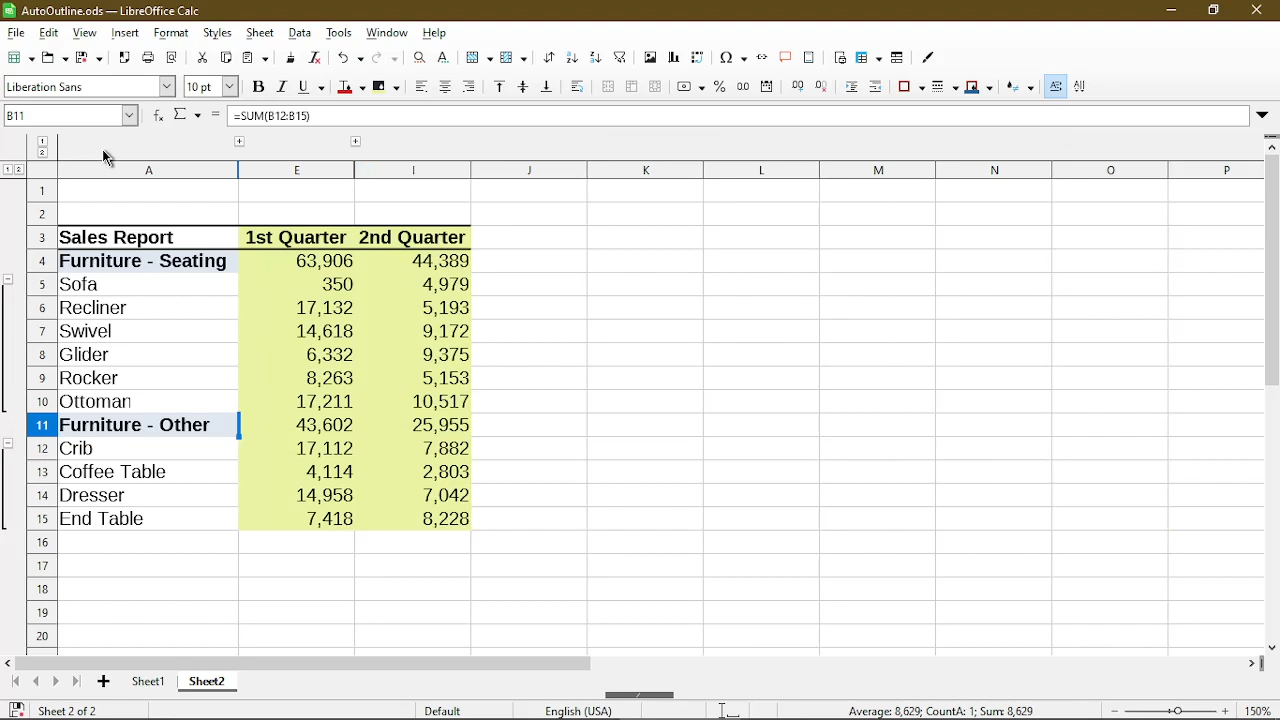 AutoOutline.ods — LibreOffice Calc
File Edit View Insert Format Styles Sheet Data Tools Window Help
Liberation Sans 10 pt B I U
B11 =SUM(B12:B15)
1
2
1 2 A E I J K L M N O P
1
2
3 Sales Report 1st Quarter 2nd Quarter
4 Furniture - Seating 63,906 44,389
5 Sofa 350 4,979
6 Recliner 17,132 5,193
7 Swivel 14,618 9,172
8 Glider 6,332 9,375
9 Rocker 8,263 5,153
10 Ottoman 17,211 10,517
11 Furniture - Other 43,602 25,955
12 Crib 17,112 7,882
13 Coffee Table 4,114 2,803
14 Dresser 14,958 7,042
15 End Table 7,418 8,228
16
17
18
19
20
Sheet1 Sheet2
Sheet 2 of 2 Default English (USA) Average: 8,629; CountA: 1; Sum: 8,629 150%